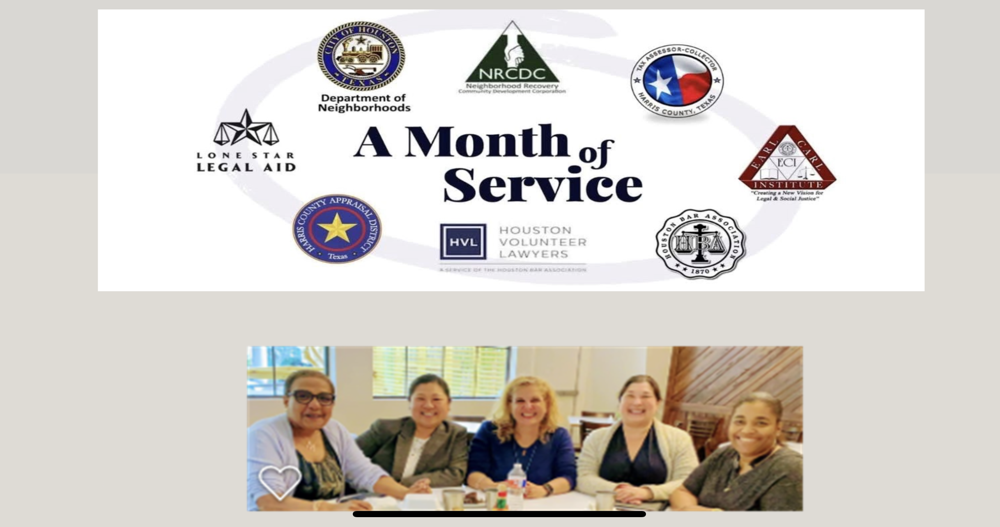 CITY OF HOUSTON
TEXAS
Department of
Neighborhoods
NRCDC
Neighborhood Recovery
Community Development Corporation
TAX ASSESSOR-COLLECTOR
HARRIS COUNTY, TEXAS
LONE STAR
LEGAL AID
A Month of
Service
EARL CARL
ECI
INSTITUTE
"Creating a New Vision for
Legal & Social Justice"
HARRIS COUNTY APPRAISAL DISTRICT
Texas
HVL
HOUSTON
VOLUNTEER
LAWYERS
A SERVICE OF THE HOUSTON BAR ASSOCIATION
HOUSTON BAR ASSOCIATION
HBA
1870